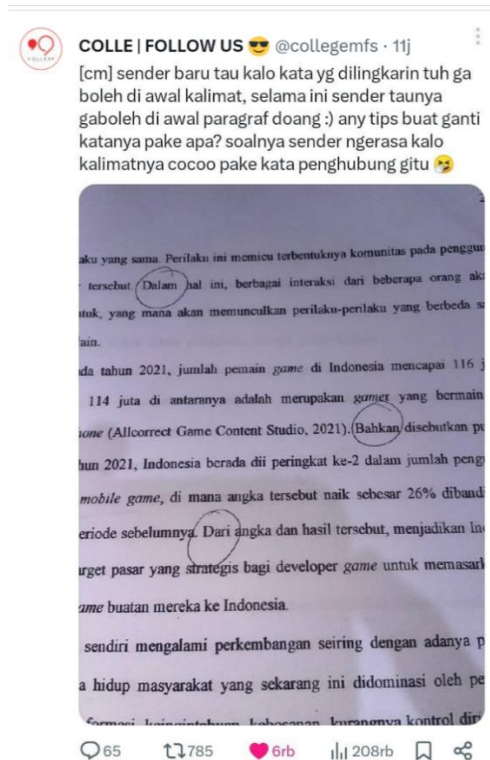 COLLE | FOLLOW US 😎 @collegemfs · 11j
[cm] sender baru tau kalo kata yg dilingkarin tuh ga
boleh di awal kalimat, selama ini sender taunya
gaboleh di awal paragraf doang :) any tips buat ganti
katanya pake apa? soalnya sender ngerasa kalo
kalimatnya cocoo pake kata penghubung gitu 🤧
aku yang sama. Perilaku ini memicu terbentuknya komunitas pada penggun
tersebut Dalam hal ini, berbagai interaksi dari beberapa orang
ntuk, yang mana akan memunculkan perilaku-perilaku yang berbeda
ain.
da tahun 2021, jumlah pemain game di Indonesia mencapai 116 j
114 juta di antaranya adalah merupakan gamer yang bermain
one (Allcorrect Game Content Studio, 2021). Bahkan disebutkan
hun 2021, Indonesia berada dii peringkat ke-2 dalam jumlah peng
mobile game, di mana angka tersebut naik sebesar 26% diband
eriode sebelumnya. Dari angka dan hasil tersebut, menjadikan In
arget pasar yang strategis bagi developer game untuk memasar
ame buatan mereka ke Indonesia.
sendiri mengalami perkembangan seiring dengan adanya p
a hidup masyarakat yang sekarang ini didominasi oleh pe
kurangnya kontrol diri
65 785 6rb 208rb